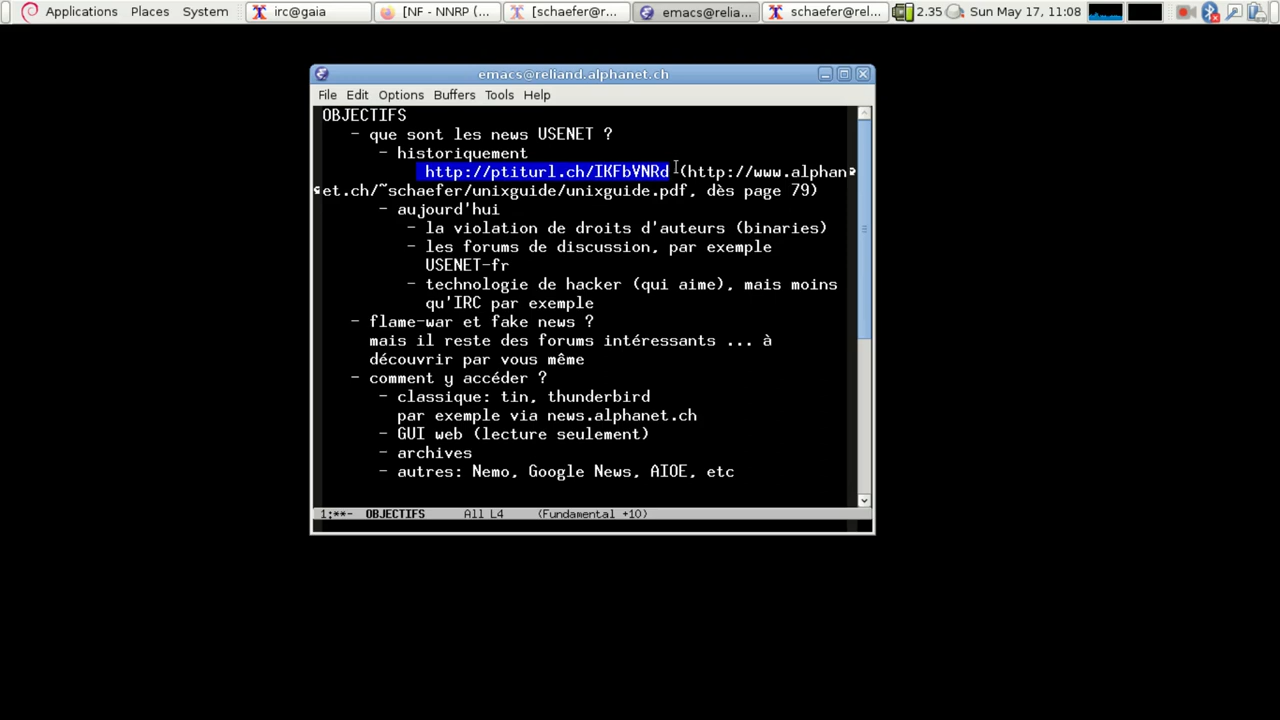 Applications Places System irc@gaia [NF - NNRP (... [schaefer@r... emacs@relia... schaefer@rel... 2.35 Sun May 17, 11:08
emacs@reliand.alphanet.ch
File Edit Options Buffers Tools Help
OBJECTIFS
- que sont les news USENET ?
- historiquement
http://ptiturl.ch/IKFbVNRd (http://www.alphan
et.ch/~schaefer/unixguide/unixguide.pdf, dès page 79)
- aujourd'hui
- la violation de droits d'auteurs (binaries)
- les forums de discussion, par exemple
USENET-fr
- technologie de hacker (qui aime), mais moins
qu'IRC par exemple
- flame-war et fake news ?
mais il reste des forums intéressants ... à
découvrir par vous même
- comment y accéder ?
- classique: tin, thunderbird
par exemple via news.alphanet.ch
- GUI web (lecture seulement)
- archives
- autres: Nemo, Google News, AIOE, etc
1:**- OBJECTIFS All L4 (Fundamental +10)